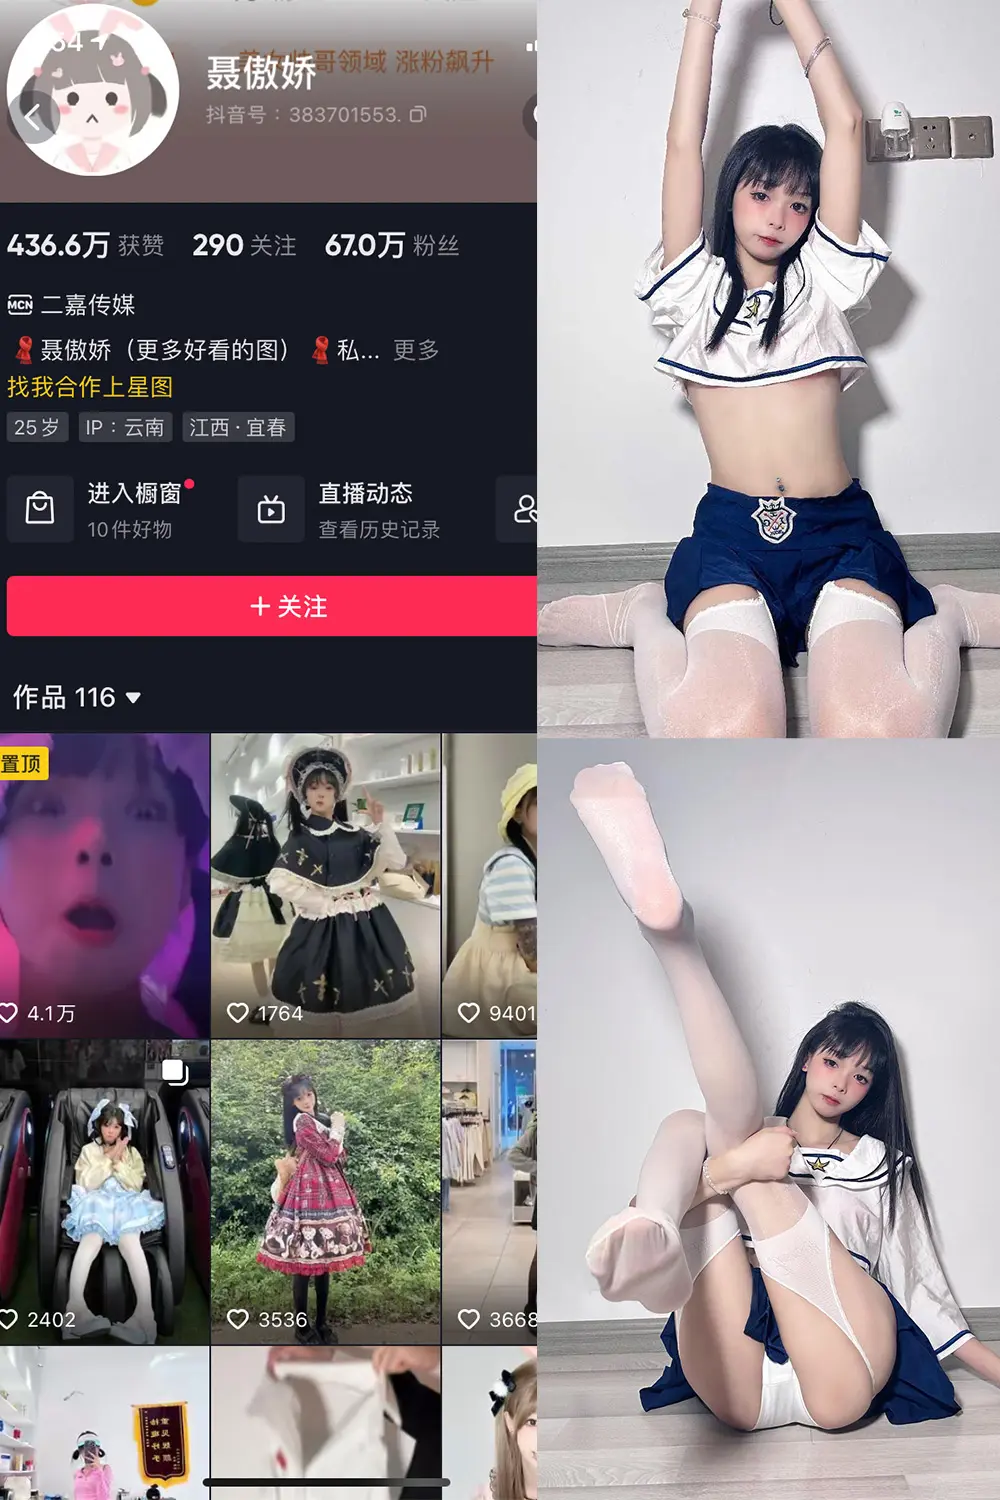 54
聂傲娇
哥领域 涨粉飙升
抖音号：383701553.
436.6万 获赞 290 关注 67.0万 粉丝
MCN 二嘉传媒
聂傲娇（更多好看的图） 私... 更多
找我合作上星图
25岁 IP：云南 江西·宜春
进入橱窗
10件好物
直播动态
查看历史记录
+ 关注
作品 116
置顶
4.1万 1764 9401
2402 3536 3668